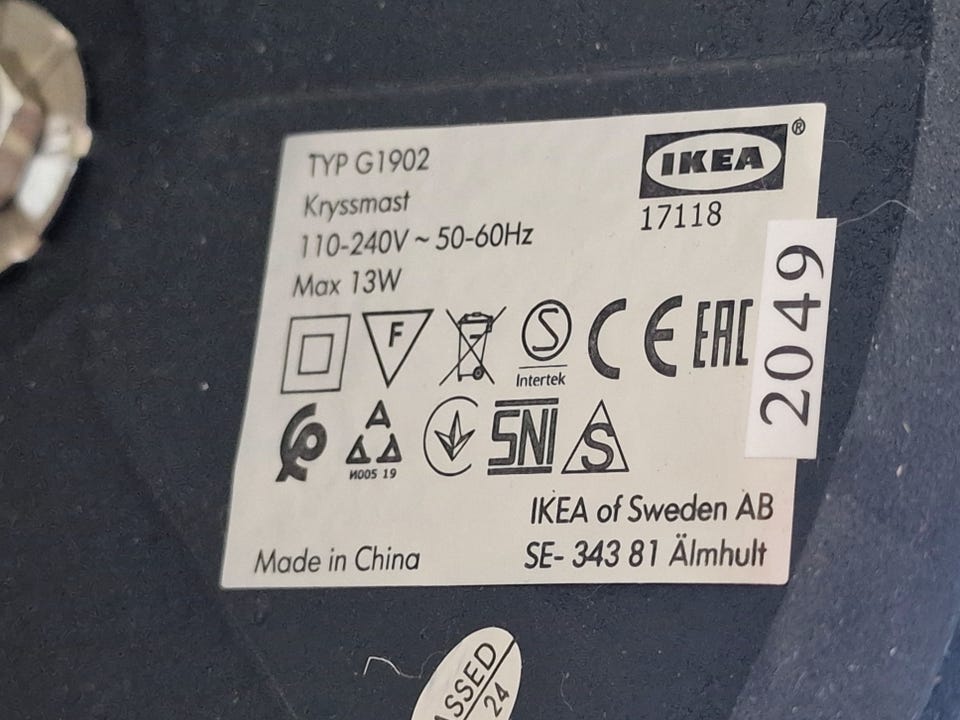 TYP G1902
Kryssmast
110-240V ~ 50-60Hz
Max 13W
IKEA ®
17118
2049
F
S
Intertek
CE
EAC
A
И005 19
SNI
S
IKEA of Sweden AB
SE- 343 81 Älmhult
Made in China
24